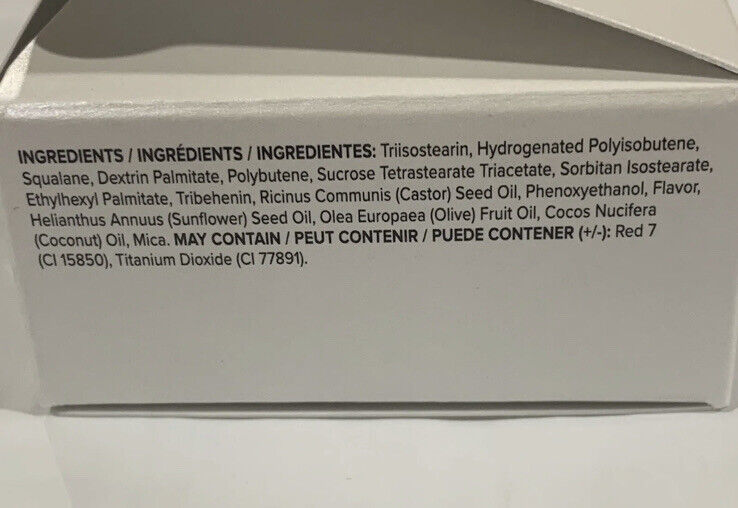 INGREDIENTS / INGRÉDIENTS / INGREDIENTES: Triisostearin, Hydrogenated Polyisobutene,
Squalane, Dextrin Palmitate, Polybutene, Sucrose Tetrastearate Triacetate, Sorbitan Isostearate,
Ethylhexyl Palmitate, Tribehenin, Ricinus Communis (Castor) Seed Oil, Phenoxyethanol, Flavor,
Helianthus Annuus (Sunflower) Seed Oil, Olea Europaea (Olive) Fruit Oil, Cocos Nucifera
(Coconut) Oil, Mica. MAY CONTAIN / PEUT CONTENIR / PUEDE CONTENER (+/-): Red 7
(CI 15850), Titanium Dioxide (CI 77891).